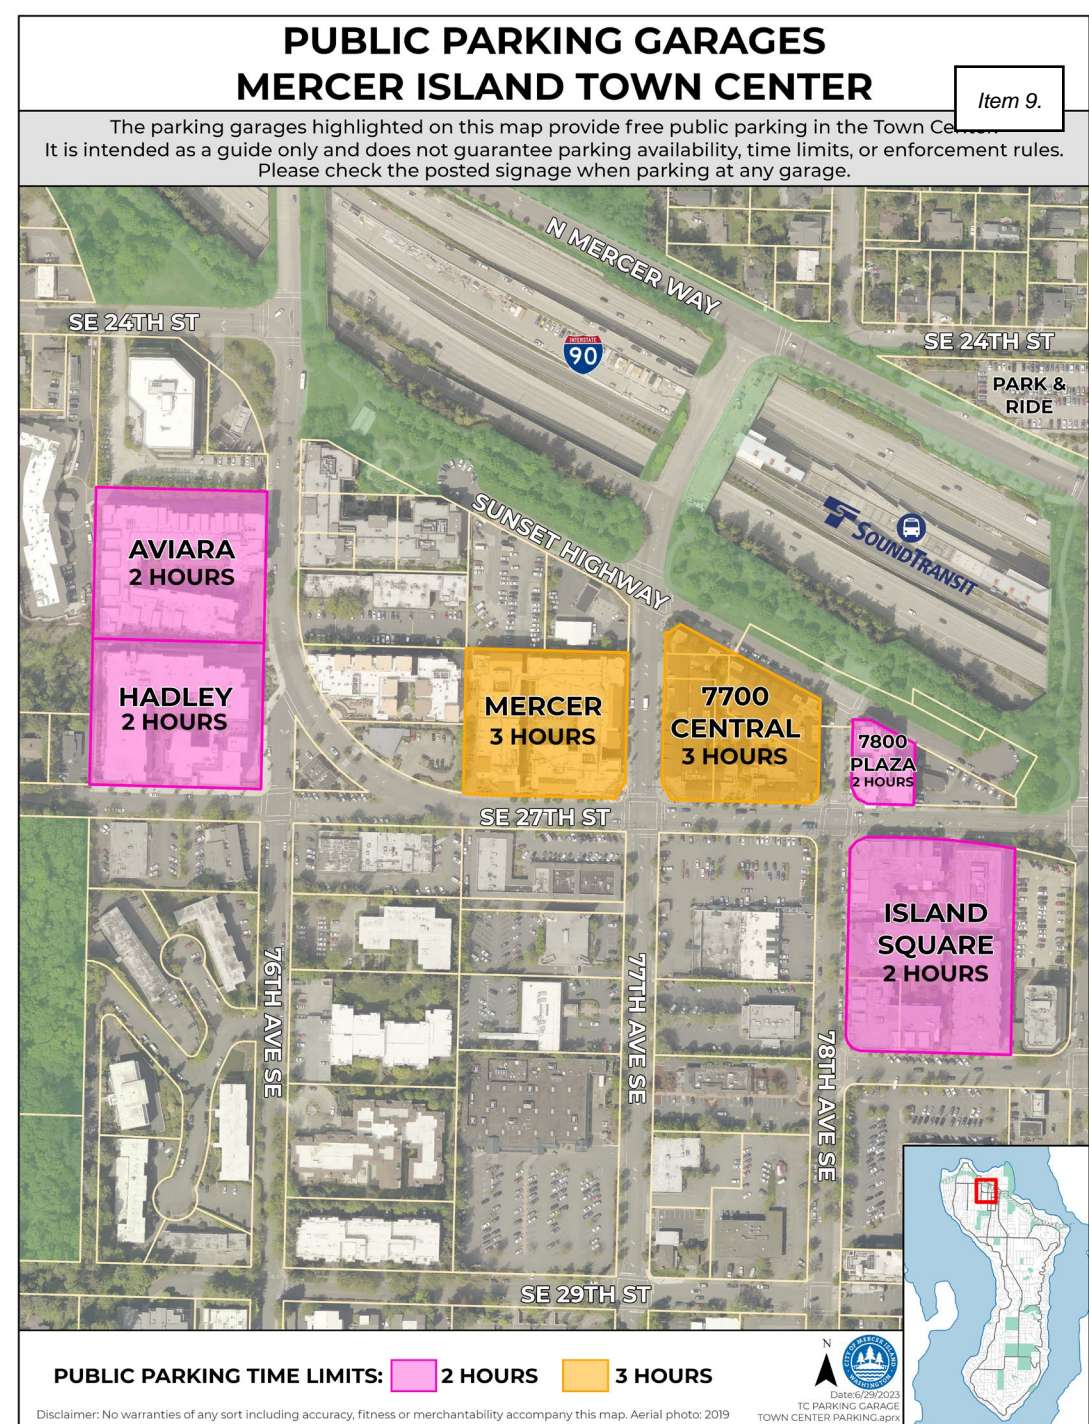 PUBLIC PARKING GARAGES
MERCER ISLAND TOWN CENTER
Item 9.
The parking garages highlighted on this map provide free public parking in the Town
It is intended as a guide only and does not guarantee parking availability, time limits, or enforcement rules.
Please check the posted signage when parking at any garage.
N MERCER WAY
SE 24TH ST
SE 24TH ST
INTERSTATE
90
PARK &
RIDE
SUNSET HIGHWAY
SOUNDTRANSIT
AVIARA
2 HOURS
HADLEY
2 HOURS
MERCER
3 HOURS
7700
CENTRAL
3 HOURS
7800
PLAZA
2 HOURS
SE 27TH ST
ISLAND
SQUARE
2 HOURS
76TH AVE SE
77TH AVE SE
78TH AVE SE
SE 29TH ST
PUBLIC PARKING TIME LIMITS:
2 HOURS
3 HOURS
N
CITY OF MERCER ISLAND
WASHINGTON
Date:6/29/2023
TC PARKING GARAGE
TOWN CENTER PARKING.aprx
Disclaimer: No warranties of any sort including accuracy, fitness or merchantability accompany this map. Aerial photo: 2019